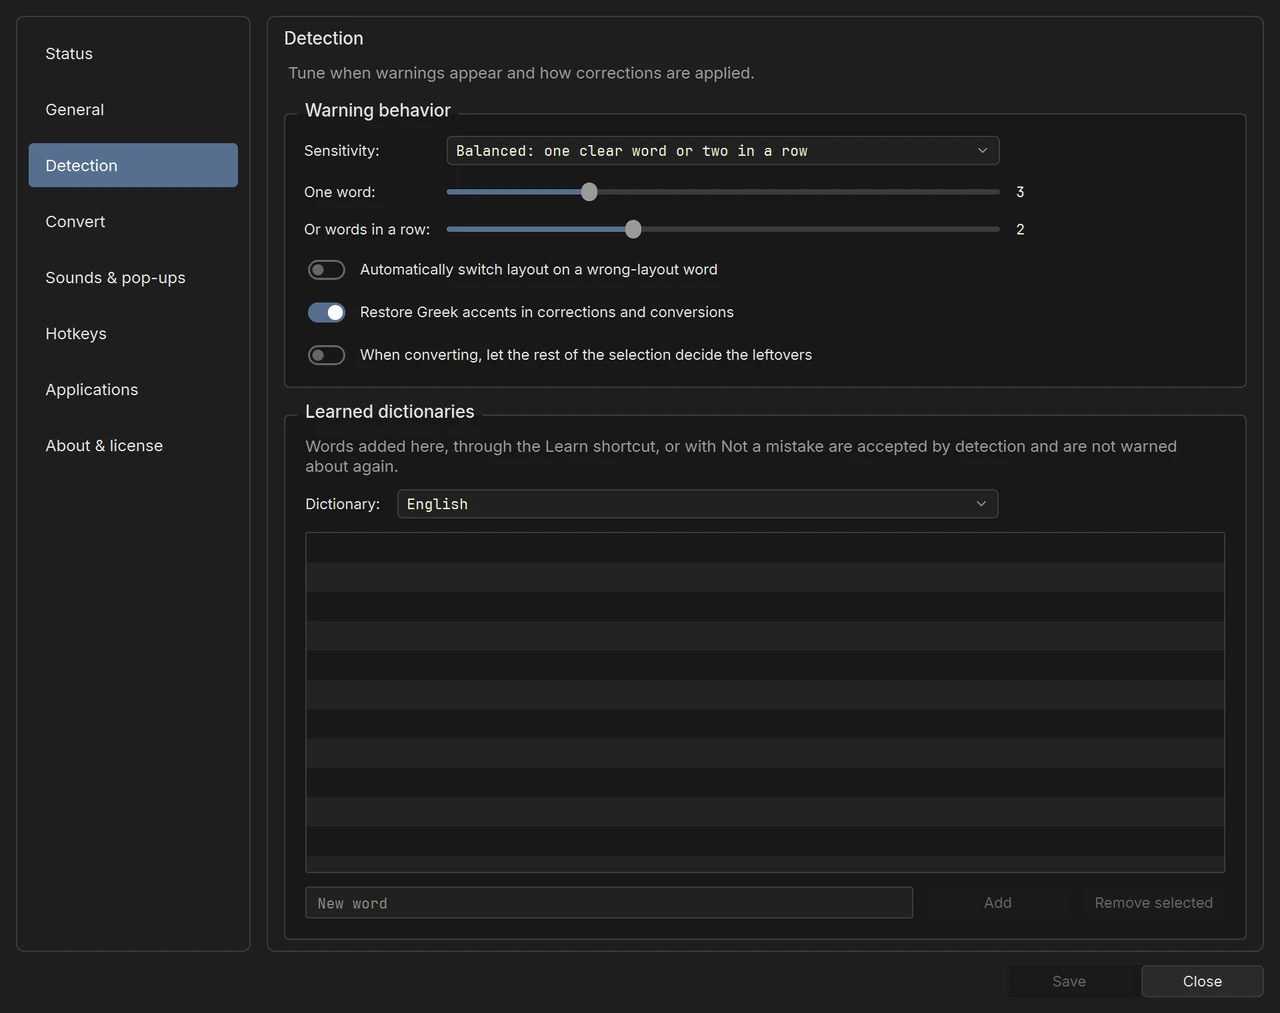 Status
General
Detection
Convert
Sounds & pop-ups
Hotkeys
Applications
About & license
Detection
Tune when warnings appear and how corrections are applied.
Warning behavior
Sensitivity: Balanced: one clear word or two in a row
One word: 3
Or words in a row: 2
Automatically switch layout on a wrong-layout word
Restore Greek accents in corrections and conversions
When converting, let the rest of the selection decide the leftovers
Learned dictionaries
Words added here, through the Learn shortcut, or with Not a mistake are accepted by detection and are not warned
about again.
Dictionary: English
New word Add Remove selected
Save Close